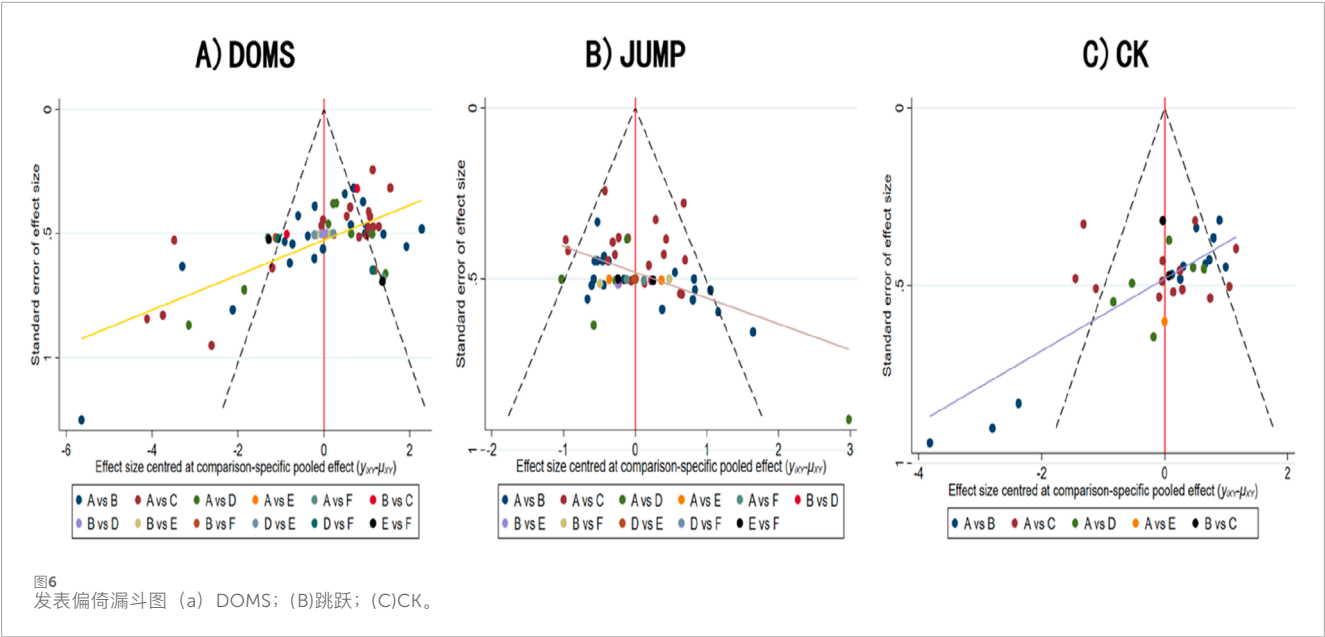 A) DOMS
B) JUMP
C) CK
Standard error of effect size
0
.5
1
-6
-4
-2
0
2
Effect size centred at comparison-specific pooled effect (yiXY-μXY)
A vs B
A vs C
A vs D
A vs E
A vs F
B vs C
B vs D
B vs E
B vs F
D vs E
D vs F
E vs F
Standard error of effect size
0
.5
1
-2
-1
0
1
2
3
Effect size centred at comparison-specific pooled effect (yiXY-μXY)
A vs B
A vs C
A vs D
A vs E
A vs F
B vs D
B vs E
B vs F
D vs E
D vs F
E vs F
Standard error of effect size
0
.5
1
-4
-2
0
2
Effect size centred at comparison-specific pooled effect (yiXY-μXY)
A vs B
A vs C
A vs D
A vs E
B vs C
图6
发表偏倚漏斗图（a）DOMS；(B)跳跃；(C)CK。